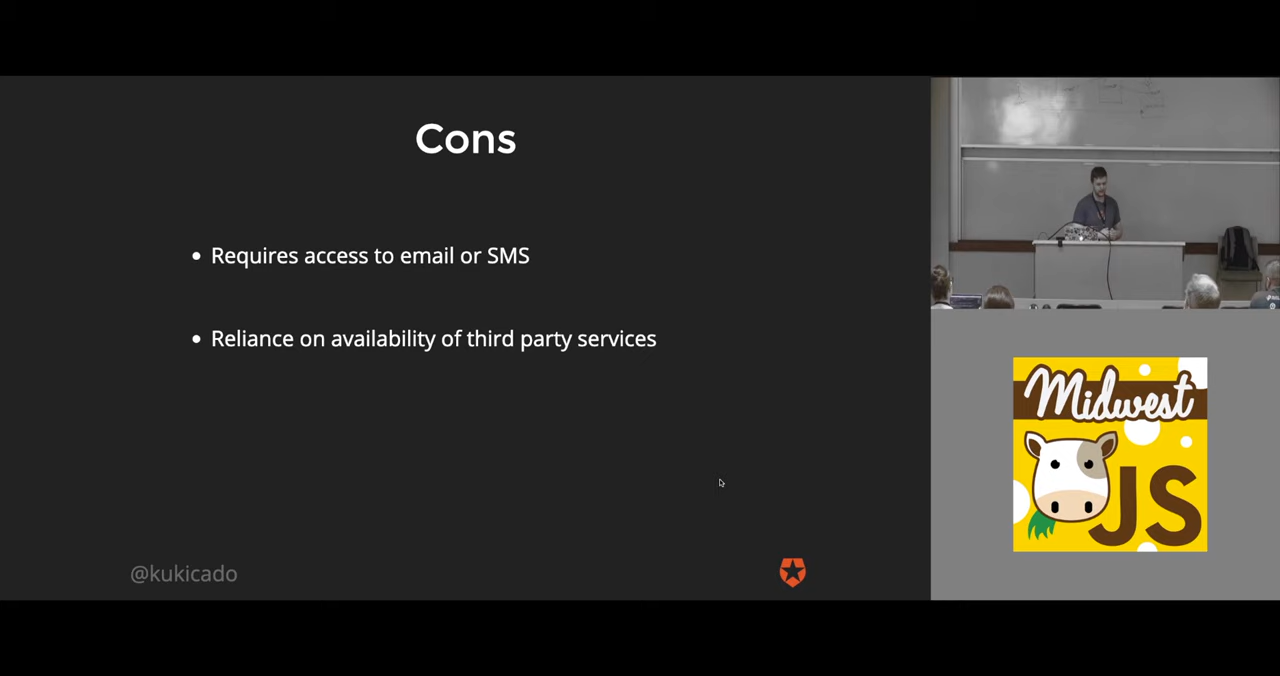 Cons
Requires access to email or SMS
Reliance on availability of third party services
@kukicado
Midwest
JS